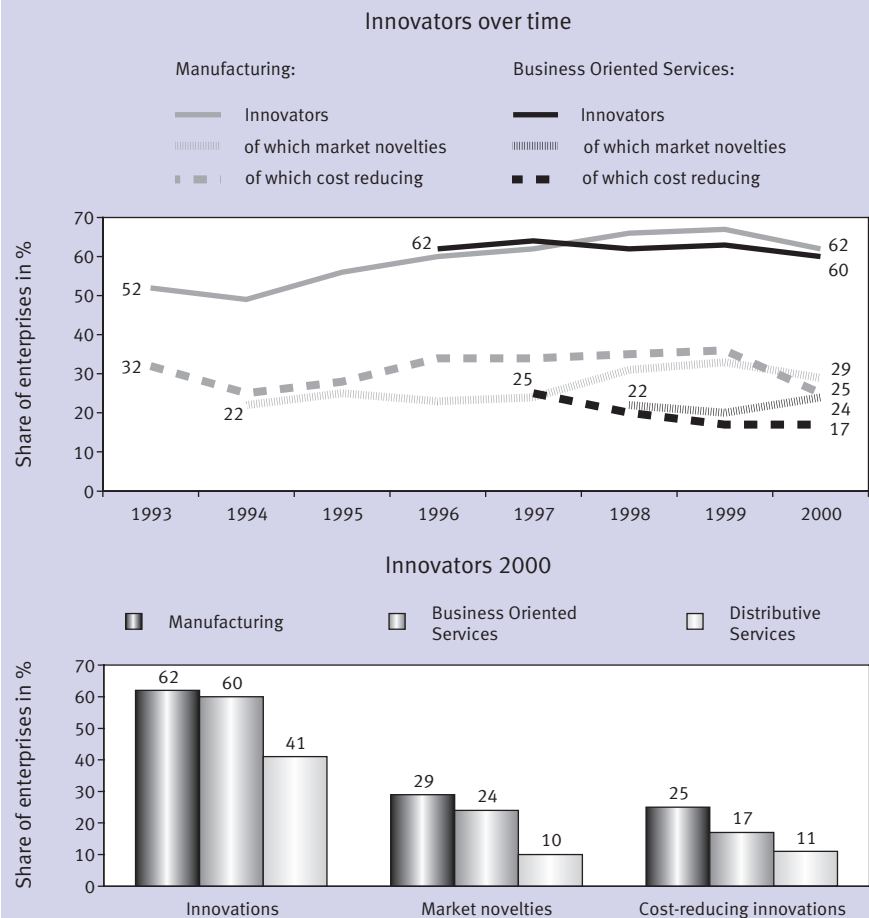 Innovators over time
Manufacturing:
Business Oriented Services:
Innovators
Innovators
of which market novelties
of which market novelties
of which cost reducing
of which cost reducing
Share of enterprises in %
70
60
50
40
30
20
10
0
52
32
22
62
25
22
62
60
29
25
24
17
1993 1994 1995 1996 1997 1998 1999 2000
Innovators 2000
Manufacturing
Business Oriented
Services
Distributive
Services
Share of enterprises in %
70
60
50
40
30
20
10
0
62 60 41
29 24 10
25 17 11
Innovations Market novelties Cost-reducing innovations